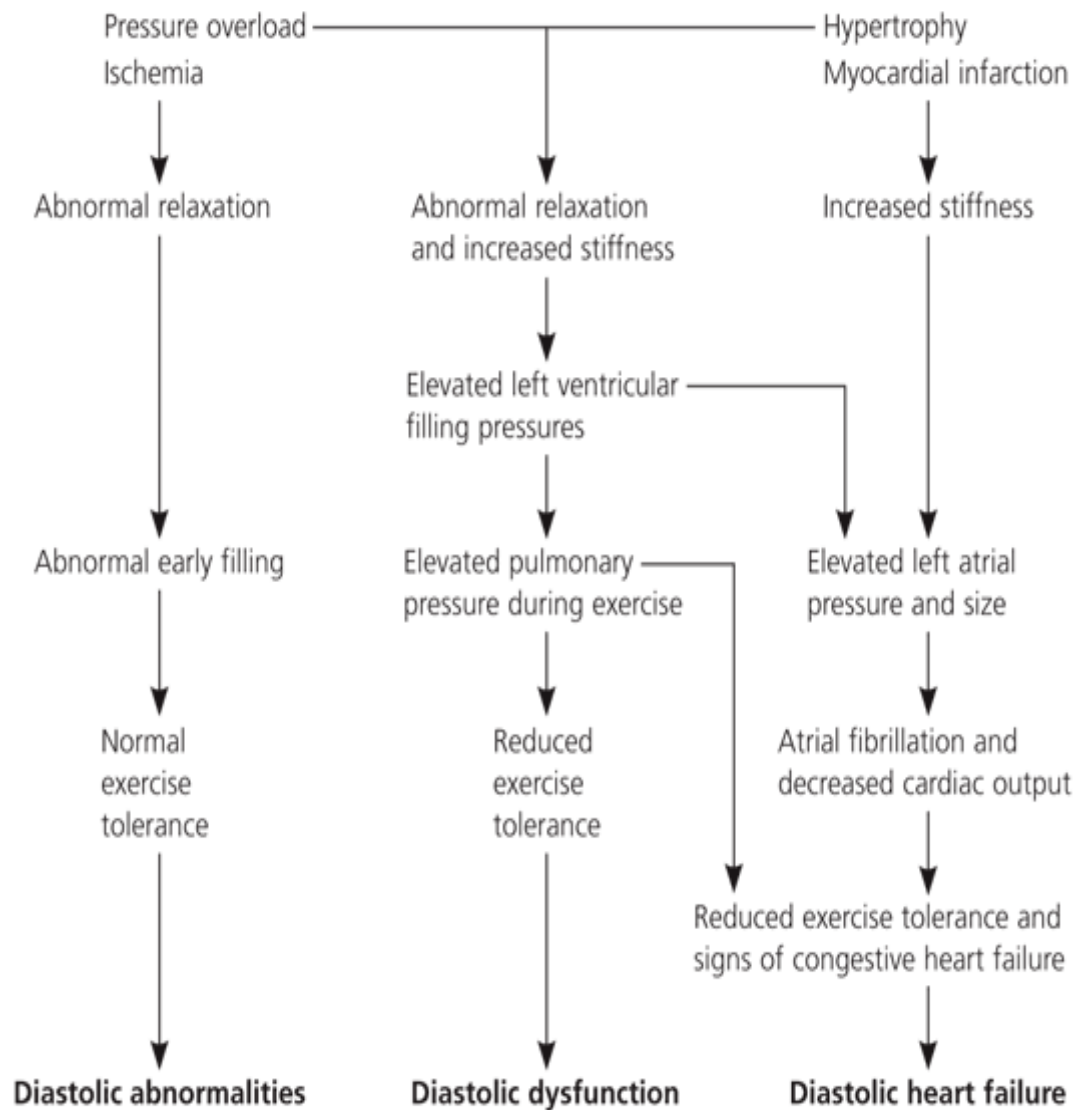 Pressure overload
Hypertrophy
Ischemia
Myocardial infarction
Abnormal relaxation
Abnormal relaxation
and increased stiffness
Increased stiffness
Elevated left ventricular
filling pressures
Abnormal early filling
Elevated pulmonary
pressure during exercise
Elevated left atrial
pressure and size
Normal
exercise
tolerance
Reduced
exercise
tolerance
Atrial fibrillation and
decreased cardiac output
Reduced exercise tolerance and
signs of congestive heart failure
Diastolic abnormalities
Diastolic dysfunction
Diastolic heart failure